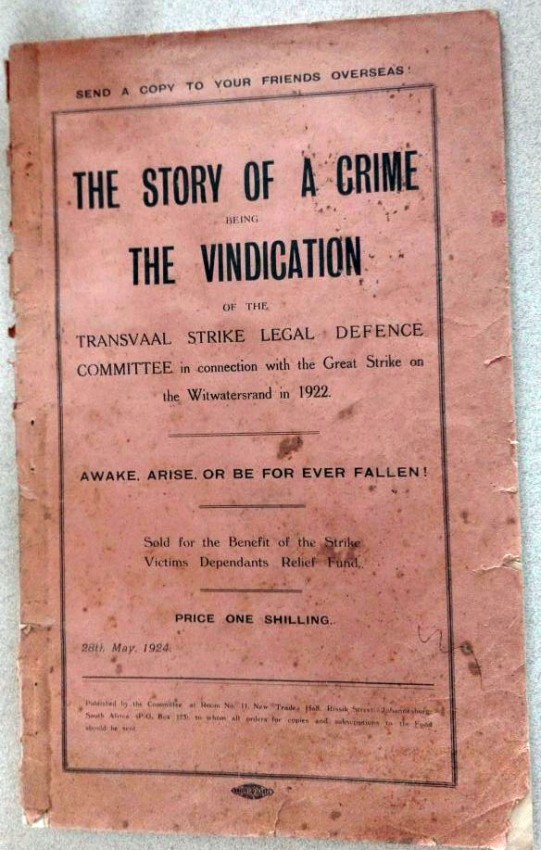 SEND A COPY TO YOUR FRIENDS OVERSEAS!
THE STORY OF A CRIME
BEING
THE VINDICATION
OF THE
TRANSVAAL STRIKE LEGAL DEFENCE
COMMITTEE in connection with the Great Strike on
the Witwatersrand in 1922.
AWAKE, ARISE, OR BE FOR EVER FALLEN!
Sold for the Benefit of the Strike
Victims Dependants Relief Fund.
PRICE ONE SHILLING.
28th May, 1924.
Published by the Committee at Room No. 11, New Trades Hall, Rissik Street, Johannesburg,
South Africa (P.O. Box to whom all orders for copies and subscriptions to the Fund
should be sent.